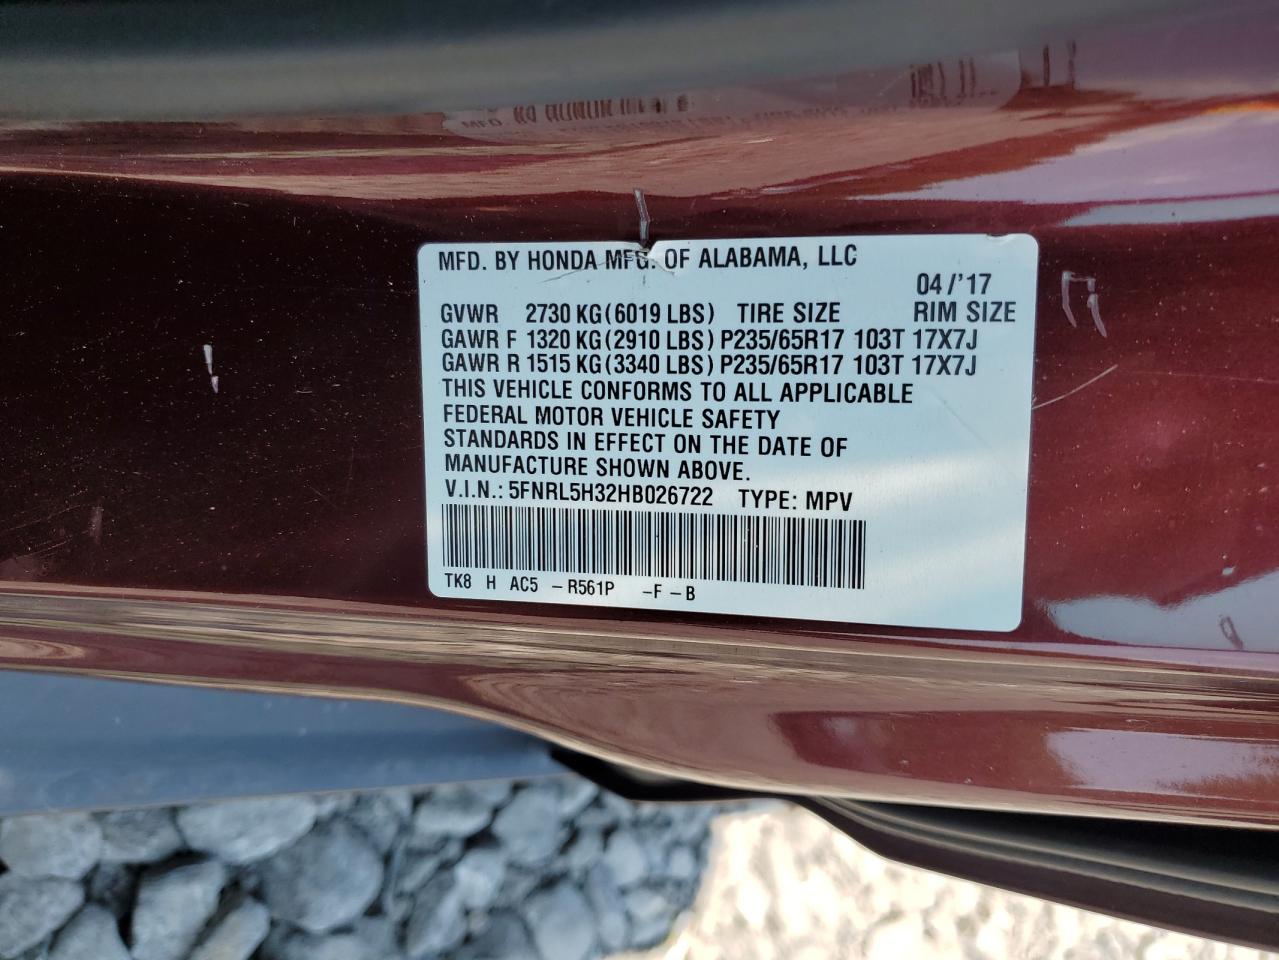 MFD. BY HONDA MFG. OF ALABAMA, LLC
04/'17
GVWR 2730 KG(6019 LBS) TIRE SIZE RIM SIZE
GAWR F 1320 KG(2910 LBS) P235/65R17 103T 17X7J
GAWR R 1515 KG(3340 LBS) P235/65R17 103T 17X7J
THIS VEHICLE CONFORMS TO ALL APPLICABLE
FEDERAL MOTOR VEHICLE SAFETY
STANDARDS IN EFFECT ON THE DATE OF
MANUFACTURE SHOWN ABOVE.
V.I.N.: 5FNRL5H32HB026722 TYPE: MPV
TK8 H AC5 -R561P -F-B